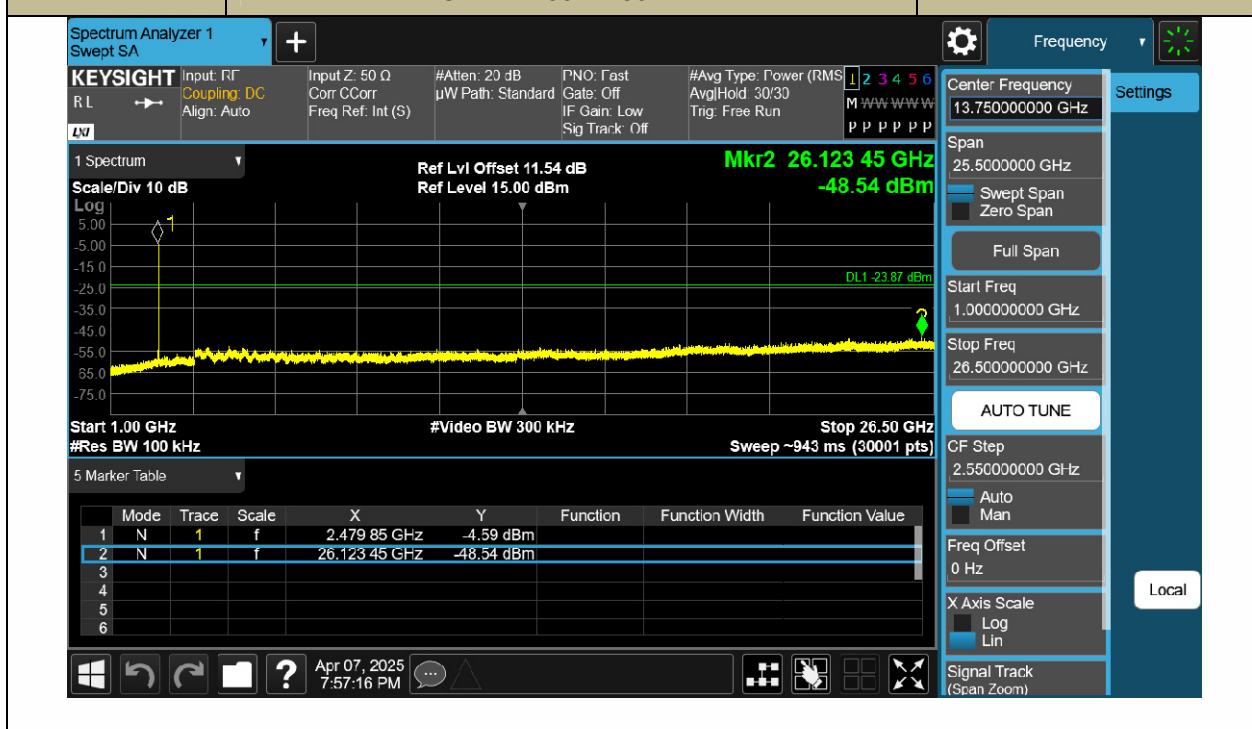 Spectrum Analyzer 1
Swept SA
+
Frequency
KEYSIGHT
R L
LXI
Input: RF
Coupling: DC
Align: Auto
Input Z: 50 Ω
Corr CCorr
Freq Ref: Int (S)
#Atten: 20 dB
µW Path: Standard
PNO: Fast
Gate: Off
IF Gain: Low
Sig Track: Off
#Avg Type: Power (RMS
Avg|Hold: 30/30
Trig: Free Run
1 2 3 4 5 6
M W W W W W
P P P P P P
1 Spectrum
Scale/Div 10 dB
Ref Lvl Offset 11.54 dB
Ref Level 15.00 dBm
Mkr2 26.123 45 GHz
-48.54 dBm
Log
5.00
-5.00
-15.0
-25.0
-35.0
-45.0
-55.0
65.0
-75.0
1
DL1 -23.87 dBm
2
Start 1.00 GHz
#Res BW 100 kHz
#Video BW 300 kHz
Stop 26.50 GHz
Sweep ~943 ms (30001 pts)
5 Marker Table
Mode Trace Scale X Y Function Function Width Function Value
1 N 1 f 2.479 85 GHz -4.59 dBm
2 N 1 f 26.123 45 GHz -48.54 dBm
3
4
5
6
?
Apr 07, 2025
7:57:16 PM
Center Frequency
13.750000000 GHz
Settings
Span
25.5000000 GHz
Swept Span
Zero Span
Full Span
Start Freq
1.000000000 GHz
Stop Freq
26.500000000 GHz
AUTO TUNE
CF Step
2.550000000 GHz
Auto
Man
Freq Offset
0 Hz
Local
X Axis Scale
Log
Lin
Signal Track
(Span Zoom)